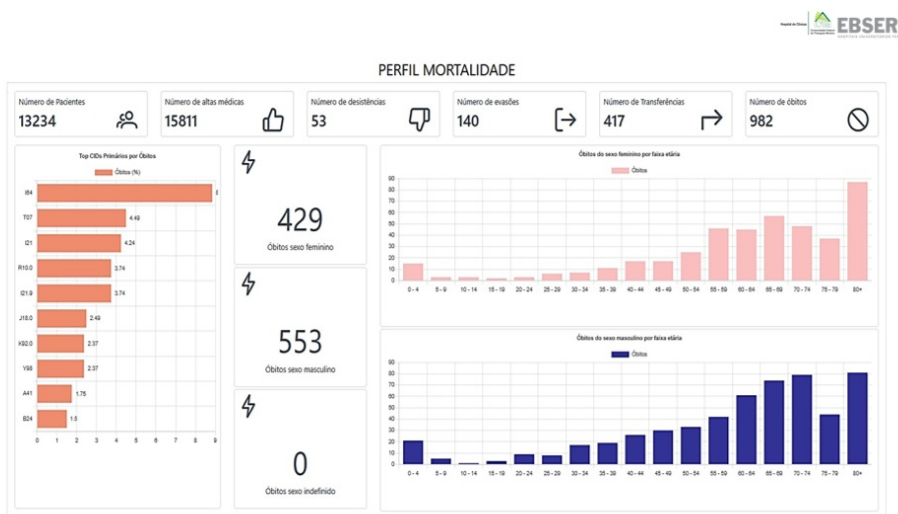 Hospital de Clínicas
EBSER
PERFIL MORTALIDADE
Número de Pacientes
13234
Número de altas médicas
15811
Número de desistências
53
Número de evasões
140
Número de Transferências
417
Número de óbitos
982
Top CIDs Primários por Óbitos
Óbitos (%)
I64
T07 4.49
I21 4.24
R10.0 3.74
I21.9 3.74
J18.0 2.49
K92.0 2.37
Y98 2.37
A41 1.75
B24 1.5
0 1 2 3 4 5 6 7 8 9
429
Óbitos sexo feminino
553
Óbitos sexo masculino
0
Óbitos sexo indefinido
Óbitos do sexo feminino por faixa etária
Óbitos
90
80
70
60
50
40
30
20
10
0
0 - 4 5 - 9 10 - 14 15 - 19 20 - 24 25 - 29 30 - 34 35 - 39 40 - 44 45 - 49 50 - 54 55 - 59 60 - 64 65 - 69 70 - 74 75 - 79 80+
Óbitos do sexo masculino por faixa etária
Óbitos
90
80
70
60
50
40
30
20
10
0
0 - 4 5 - 9 10 - 14 15 - 19 20 - 24 25 - 29 30 - 34 35 - 39 40 - 44 45 - 49 50 - 54 55 - 59 60 - 64 65 - 69 70 - 74 75 - 79 80+